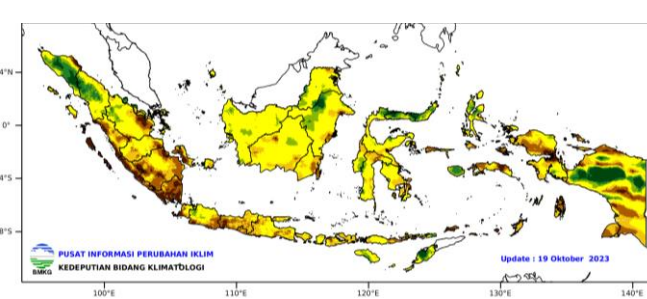 4°N
0°
4°S
8°S
PUSAT INFORMASI PERUBAHAN IKLIM
KEDEPUTIAN BIDANG KLIMATOLOGI
BMKG
Update : 19 Oktober 2023
100°E
110°E
120°E
130°E
140°E